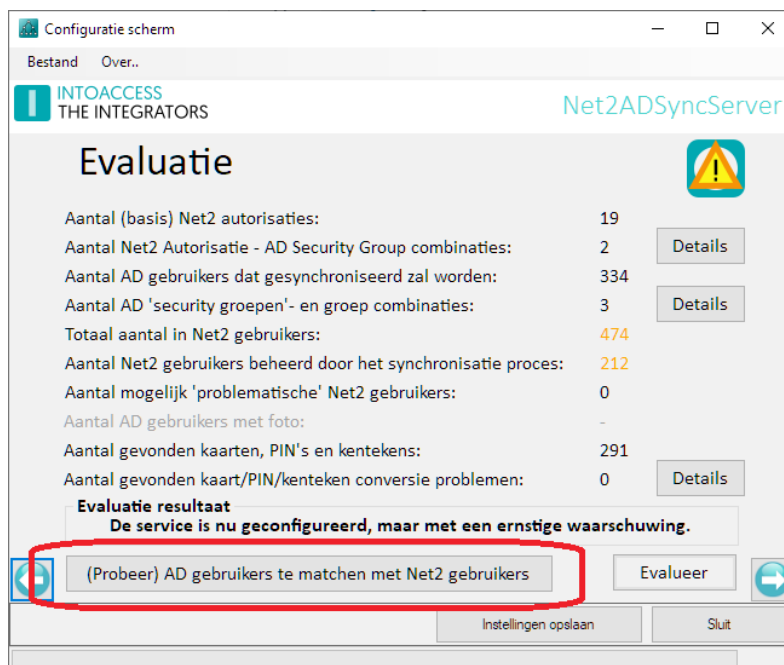 Configuratie scherm
Bestand Over..
INTOACCESS
THE INTEGRATORS
Net2ADSyncServer
Evaluatie
Aantal (basis) Net2 autorisaties: 19
Aantal Net2 Autorisatie - AD Security Group combinaties: 2 Details
Aantal AD gebruikers dat gesynchroniseerd zal worden: 334
Aantal AD 'security groepen'- en groep combinaties: 3 Details
Totaal aantal in Net2 gebruikers: 474
Aantal Net2 gebruikers beheerd door het synchronisatie proces: 212
Aantal mogelijk 'problematische' Net2 gebruikers: 0
Aantal AD gebruikers met foto: -
Aantal gevonden kaarten, PIN's en kentekens: 291
Aantal gevonden kaart/PIN/kenteken conversie problemen: 0 Details
Evaluatie resultaat
De service is nu geconfigureerd, maar met een ernstige waarschuwing.
(Probeer) AD gebruikers te matchen met Net2 gebruikers Evalueer
Instellingen opslaan Sluit